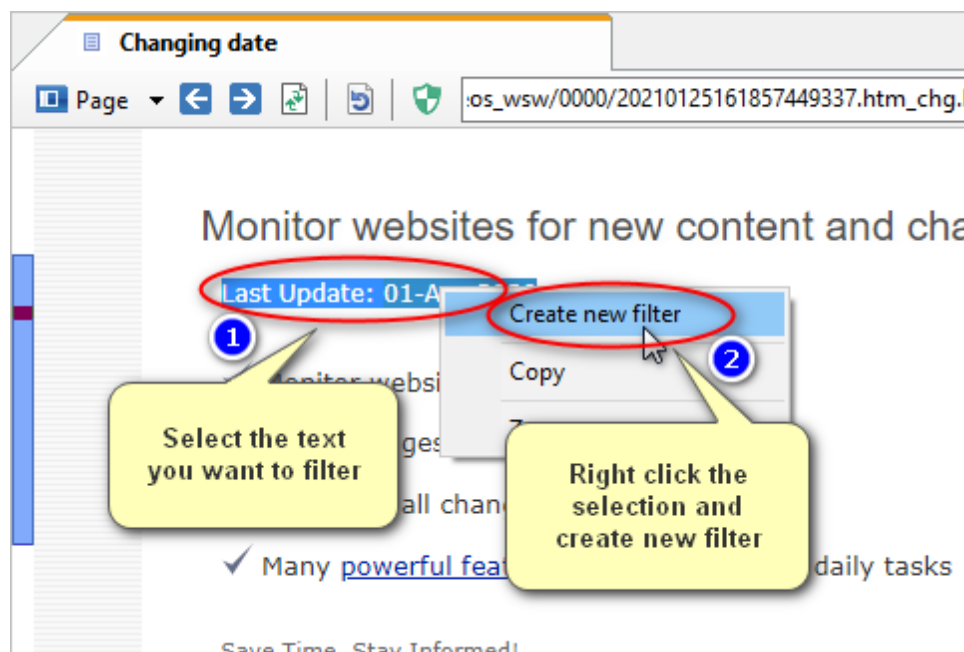 Changing date
Page
:os_wsw/0000/20210125161857449337.htm_chg.
Monitor websites for new content and cha
Last Update: 01-A
Create new filter
1
2
Copy
Monitor websi
Select the text
you want to filter
ges
Right click the
selection and
create new filter
all chan
Many powerful feat
daily tasks
Save Time, Stay Informed!